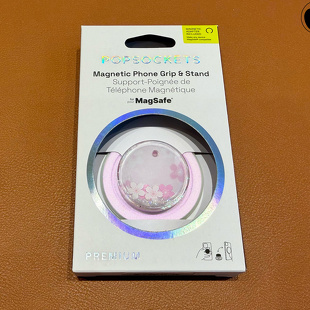 POPSOCKETS
Magnetic Phone Grip & Stand
Support-Poignée de
Téléphone Magnétique
MagSafe
PREMIUM